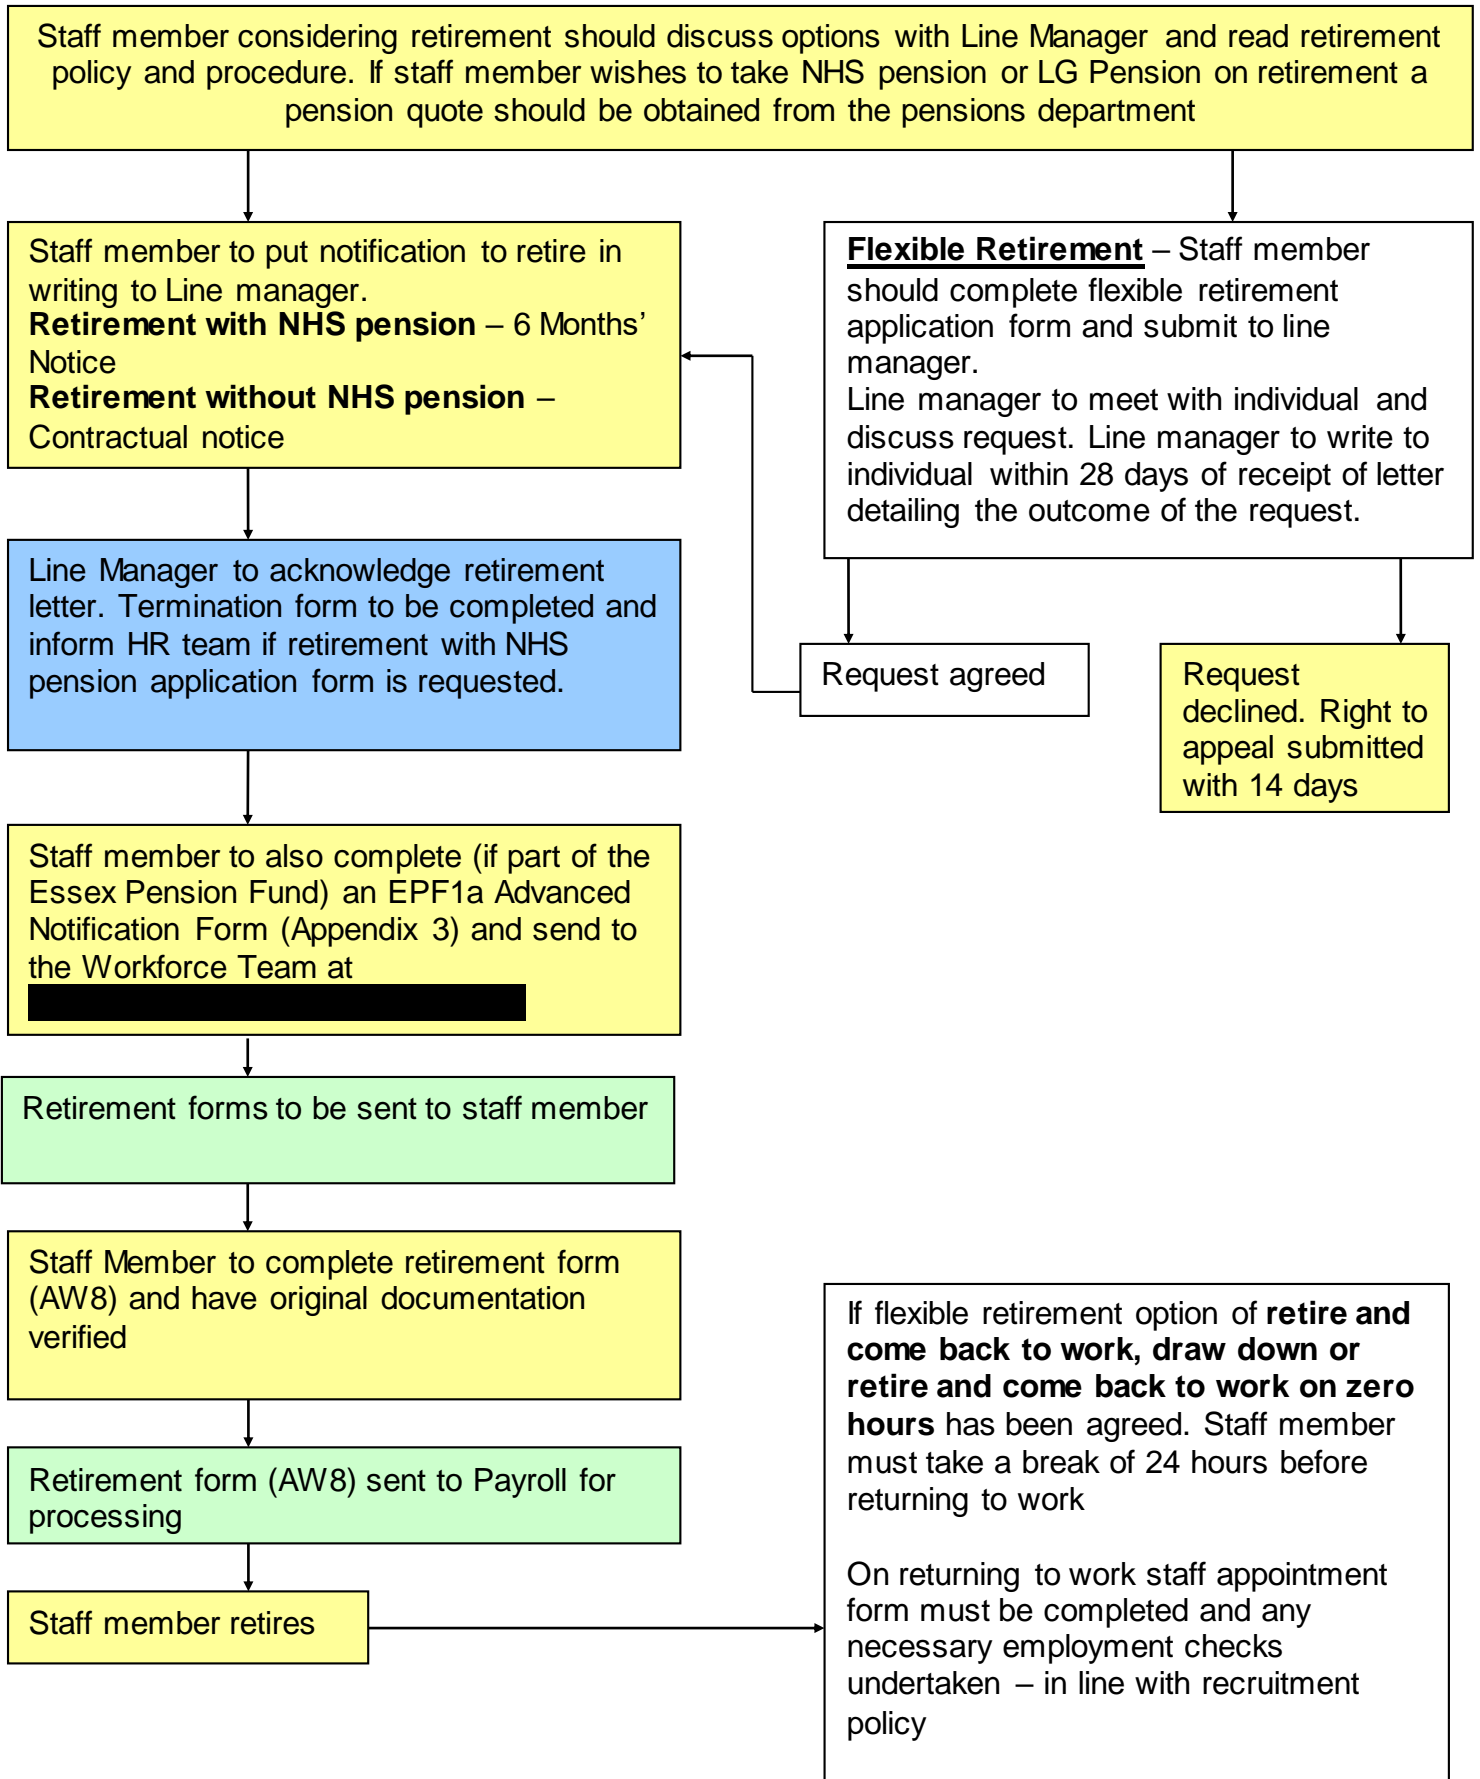 Staff member considering retirement should discuss options with Line Manager and read retirement
policy and procedure. If staff member wishes to take NHS pension or LG Pension on retirement a
pension quote should be obtained from the pensions department
Staff member to put notification to retire in
writing to Line manager.
Retirement with NHS pension – 6 Months’
Notice
Retirement without NHS pension –
Contractual notice
Flexible Retirement – Staff member
should complete flexible retirement
application form and submit to line
manager.
Line manager to meet with individual and
discuss request. Line manager to write to
individual within 28 days of receipt of letter
detailing the outcome of the request.
Line Manager to acknowledge retirement
letter. Termination form to be completed and
inform HR team if retirement with NHS
pension application form is requested.
Request agreed
Request
declined. Right to
appeal submitted
with 14 days
Staff member to also complete (if part of the
Essex Pension Fund) an EPF1a Advanced
Notification Form (Appendix 3) and send to
the Workforce Team at
Retirement forms to be sent to staff member
Staff Member to complete retirement form
(AW8) and have original documentation
verified
Retirement form (AW8) sent to Payroll for
processing
Staff member retires
If flexible retirement option of retire and
come back to work, draw down or
retire and come back to work on zero
hours has been agreed. Staff member
must take a break of 24 hours before
returning to work
On returning to work staff appointment
form must be completed and any
necessary employment checks
undertaken – in line with recruitment
policy